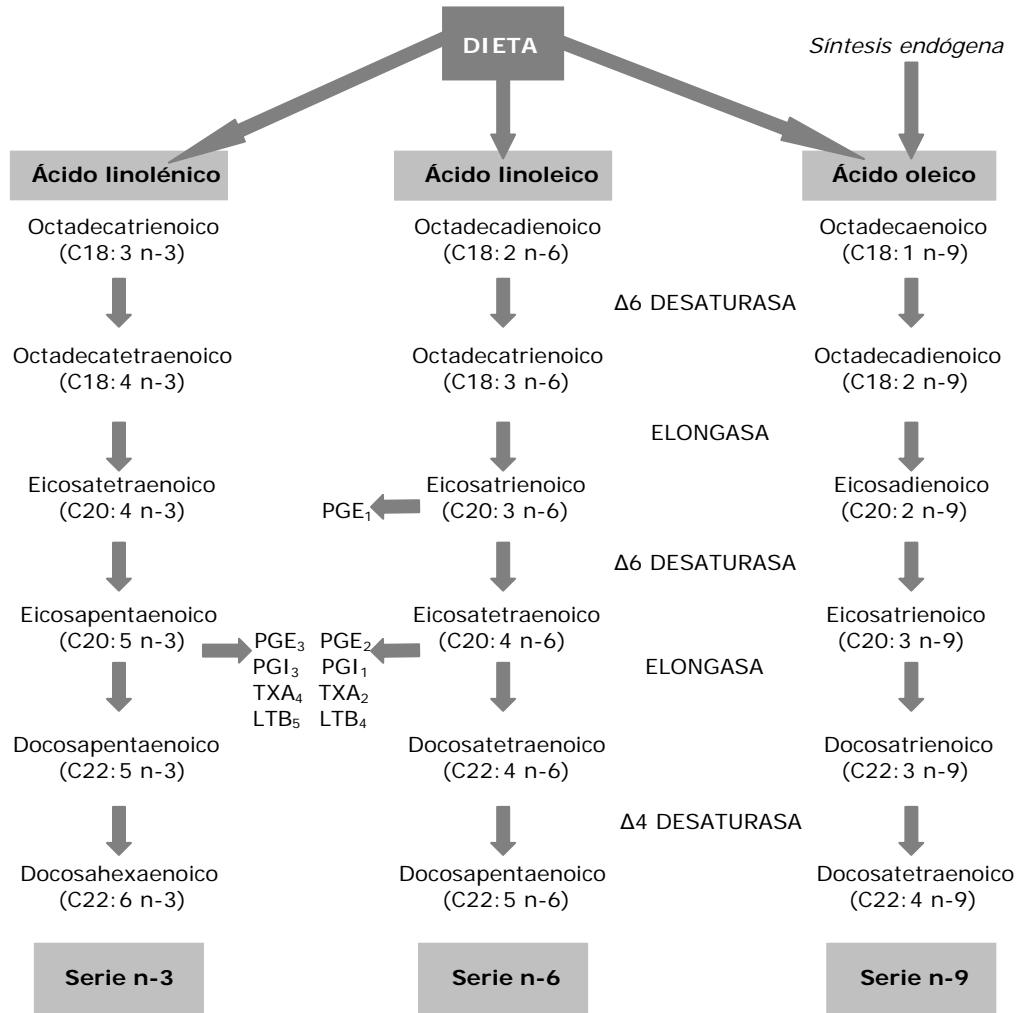 DIETA
Síntesis endógena
Ácido linolénico
Ácido linoleico
Ácido oleico
Octadecatrienoico
(C18:3 n-3)
Octadecadienoico
(C18:2 n-6)
Octadecaenoico
(C18:1 n-9)
Δ6 DESATURASA
Octadecatetraenoico
(C18:4 n-3)
Octadecatrienoico
(C18:3 n-6)
Octadecadienoico
(C18:2 n-9)
ELONGASA
Eicosatetraenoico
(C20:4 n-3)
PGE₁
Eicosatrienoico
(C20:3 n-6)
Eicosadienoico
(C20:2 n-9)
Δ6 DESATURASA
Eicosapentaenoico
(C20:5 n-3)
PGE₃ PGE₂
PGI₃ PGI₁
TXA₄ TXA₂
LTB₅ LTB₄
Eicosatetraenoico
(C20:4 n-6)
Eicosatrienoico
(C20:3 n-9)
ELONGASA
Docosapentaenoico
(C22:5 n-3)
Docosatetraenoico
(C22:4 n-6)
Docosatrienoico
(C22:3 n-9)
Δ4 DESATURASA
Docosahexaenoico
(C22:6 n-3)
Docosapentaenoico
(C22:5 n-6)
Docosatetraenoico
(C22:4 n-9)
Serie n-3
Serie n-6
Serie n-9